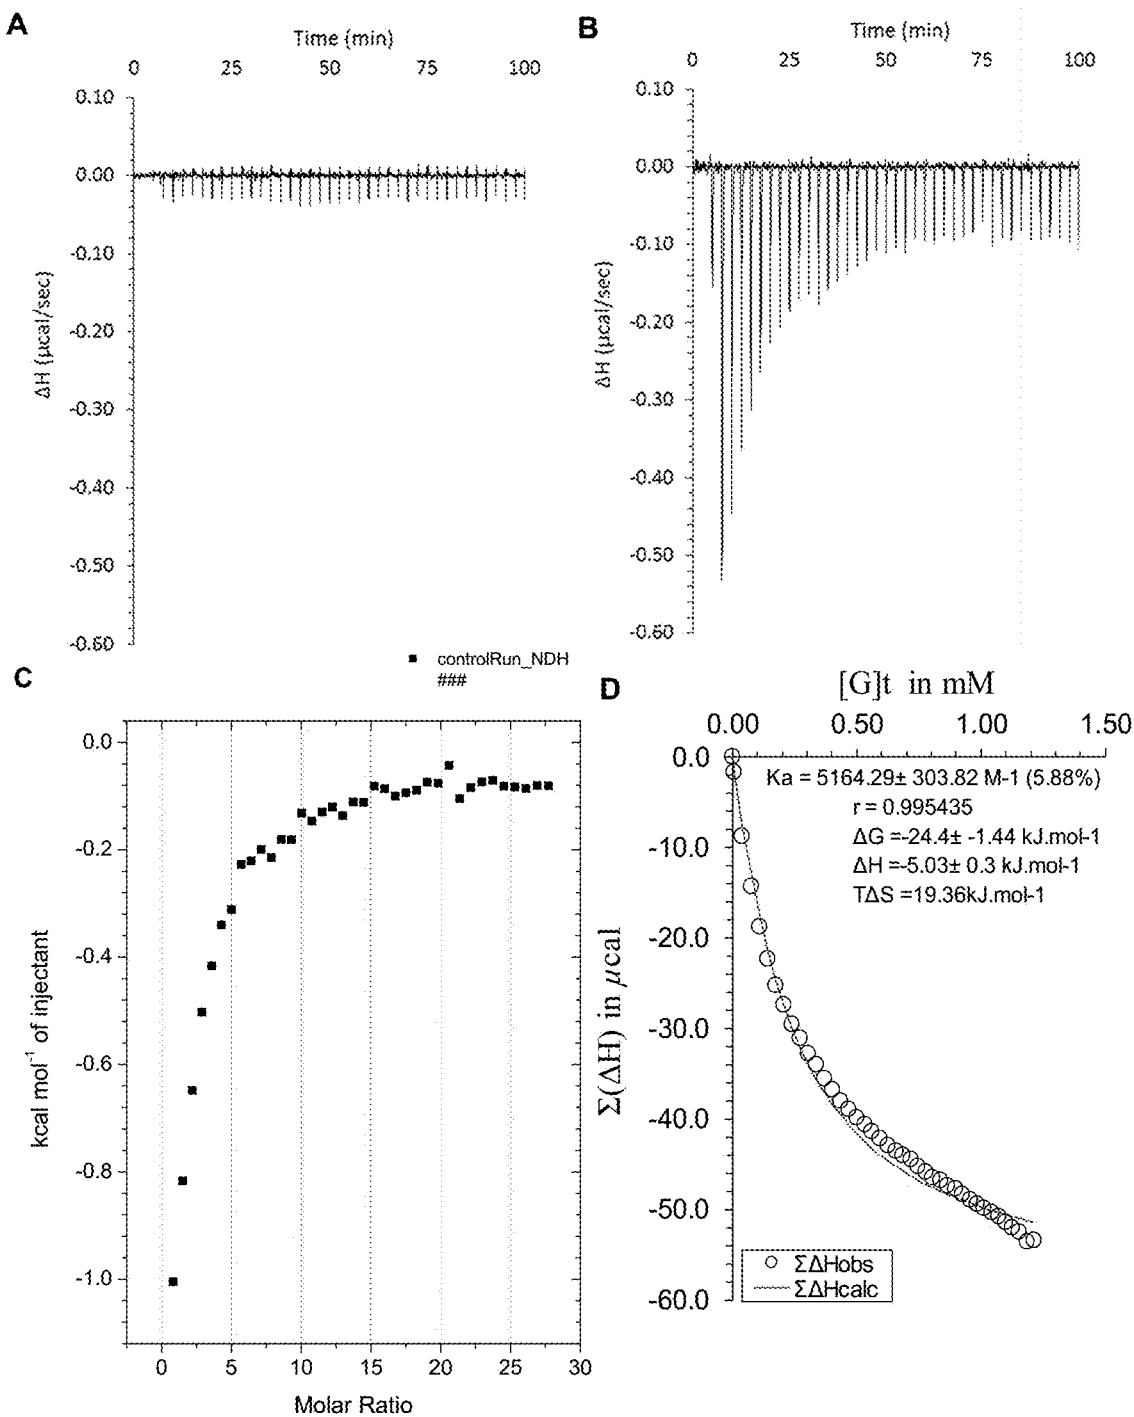 A
Time (min)
0 25 50 75 100
0.10
0.00
-0.10
-0.20
-0.30
-0.40
-0.50
-0.60
ΔH (µcal/sec)
B
Time (min)
0 25 50 75 100
0.10
0.00
-0.10
-0.20
-0.30
-0.40
-0.50
-0.60
ΔH (µcal/sec)
C
controlRun_NDH
###
0.0
-0.2
-0.4
-0.6
-0.8
-1.0
kcal mol⁻¹ of injectant
0 5 10 15 20 25 30
Molar Ratio
D
[G]t in mM
0.00 0.50 1.00 1.50
0.0
-10.0
-20.0
-30.0
-40.0
-50.0
-60.0
Σ(ΔH) in µcal
Ka = 5164.29± 303.82 M-1 (5.88%)
r = 0.995435
ΔG =-24.4± -1.44 kJ.mol-1
ΔH =-5.03± 0.3 kJ.mol-1
TΔS =19.36kJ.mol-1
ΣΔHobs
ΣΔHcalc